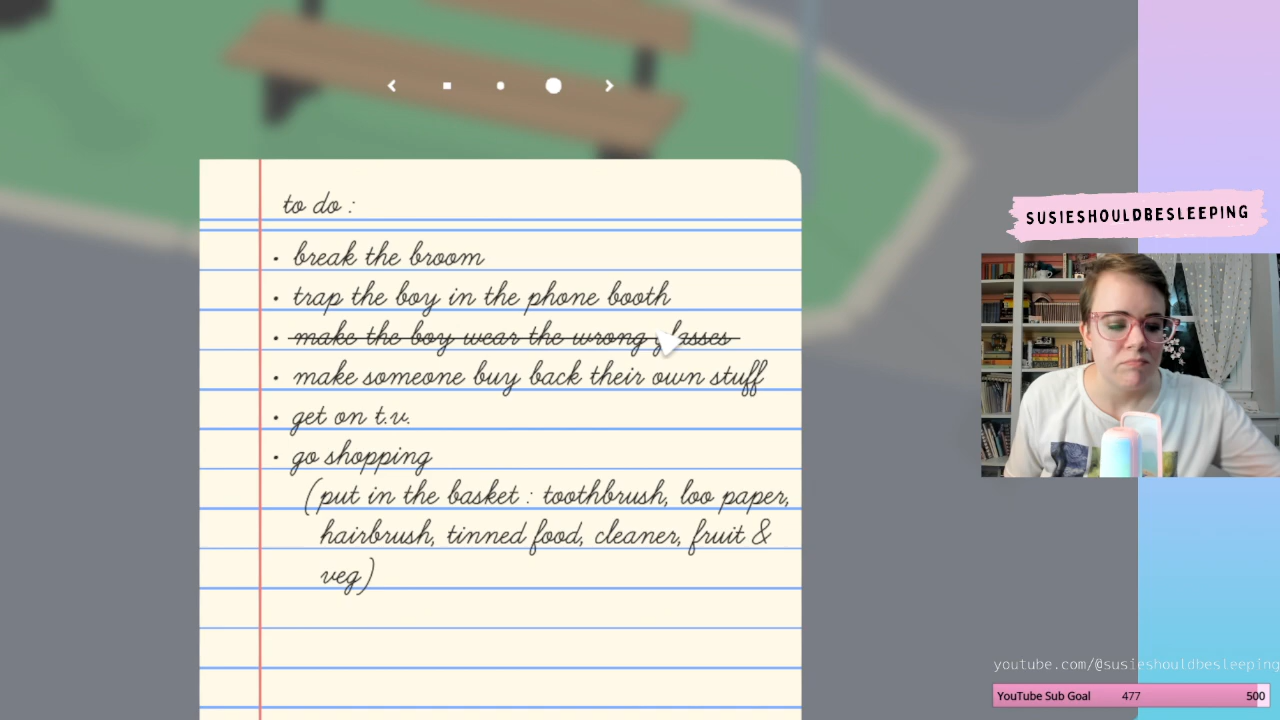 to do :
• break the broom
• trap the boy in the phone booth
• make the boy wear the wrong glasses
• make someone buy back their own stuff
• get on t.v.
• go shopping
(put in the basket : toothbrush, loo paper,
hairbrush, tinned food, cleaner, fruit &
veg)
SUSIESHOULDBESLEEPING
youtube.com/@susieshouldbesleeping
YouTube Sub Goal 477 500